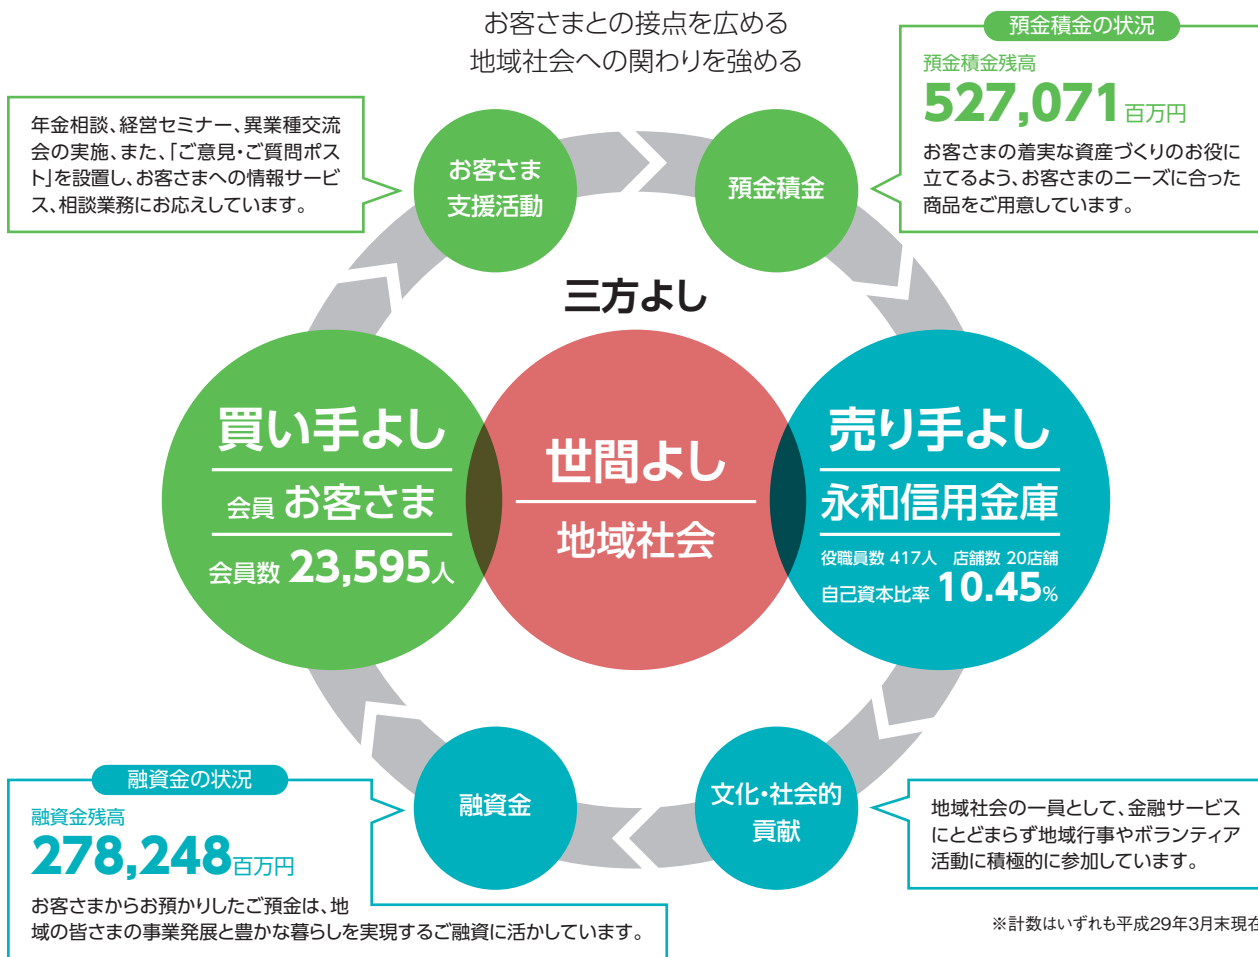 お客さまとの接点を広める
地域社会への関わりを強める
預金積金の状況
預金積金残高
527,071百万円
お客さまの着実な資産づくりのお役に
立てるよう、お客さまのニーズに合った
商品をご用意しています。
年金相談、経営セミナー、異業種交流
会の実施、また、「ご意見・ご質問ポス
ト」を設置し、お客さまへの情報サービ
ス、相談業務にお応えしています。
お客さま
支援活動
預金積金
三方よし
買い手よし
会員 お客さま
会員数 23,595人
世間よし
地域社会
売り手よし
永和信用金庫
役職員数 417人 店舗数 20店舗
自己資本比率 10.45%
融資金の状況
融資金残高
278,248百万円
お客さまからお預かりしたご預金は、地
域の皆さまの事業発展と豊かな暮らしを実現するご融資に活かしています。
融資金
文化・社会的
貢献
地域社会の一員として、金融サービス
にとどまらず地域行事やボランティア
活動に積極的に参加しています。
※計数はいずれも平成29年3月末現在